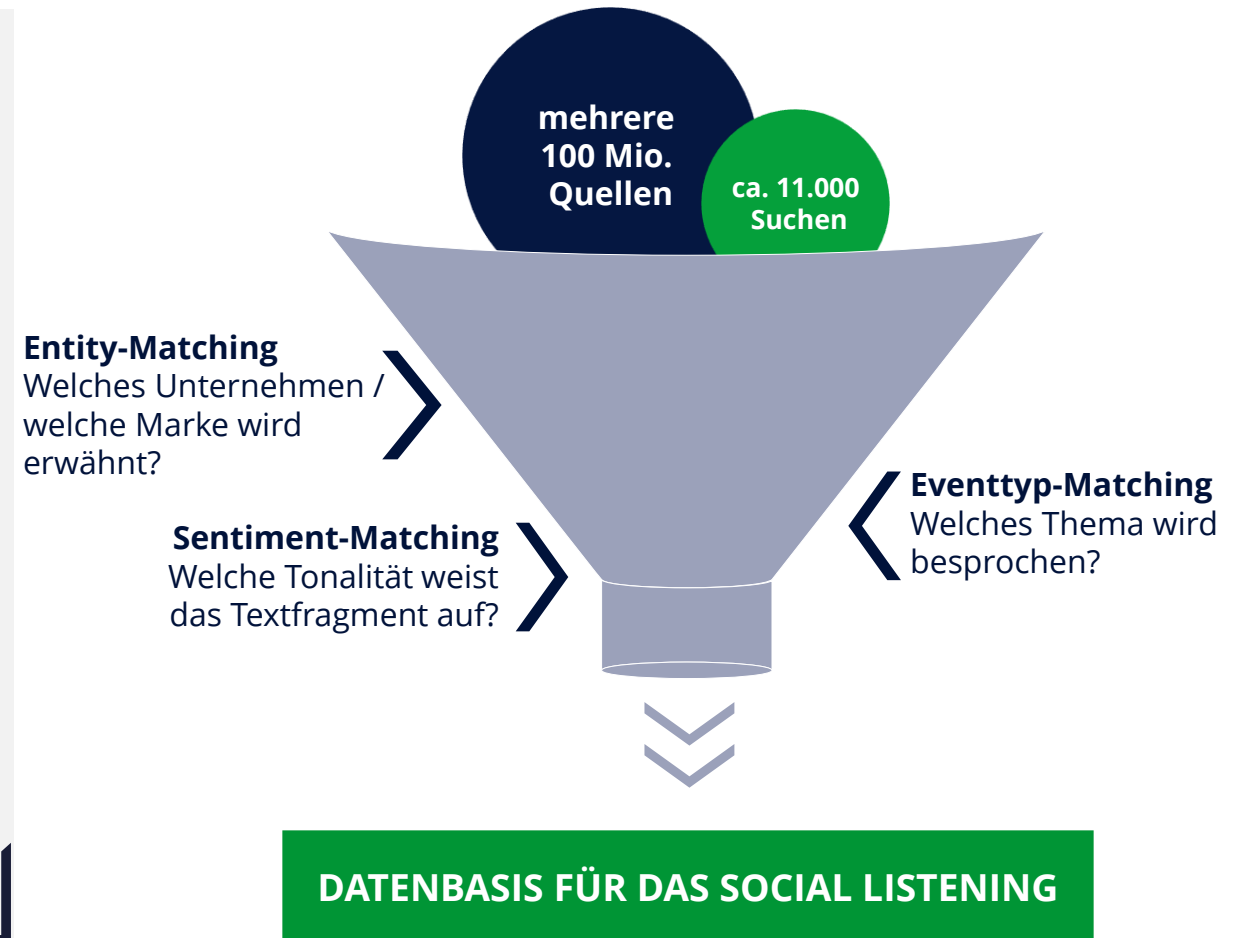 mehrere
100 Mio.
Quellen
ca. 11.000
Suchen
Entity-Matching
Welches Unternehmen /
welche Marke wird
erwähnt?
Eventtyp-Matching
Welches Thema wird
besprochen?
Sentiment-Matching
Welche Tonalität weist
das Textfragment auf?
DATENBASIS FÜR DAS SOCIAL LISTENING